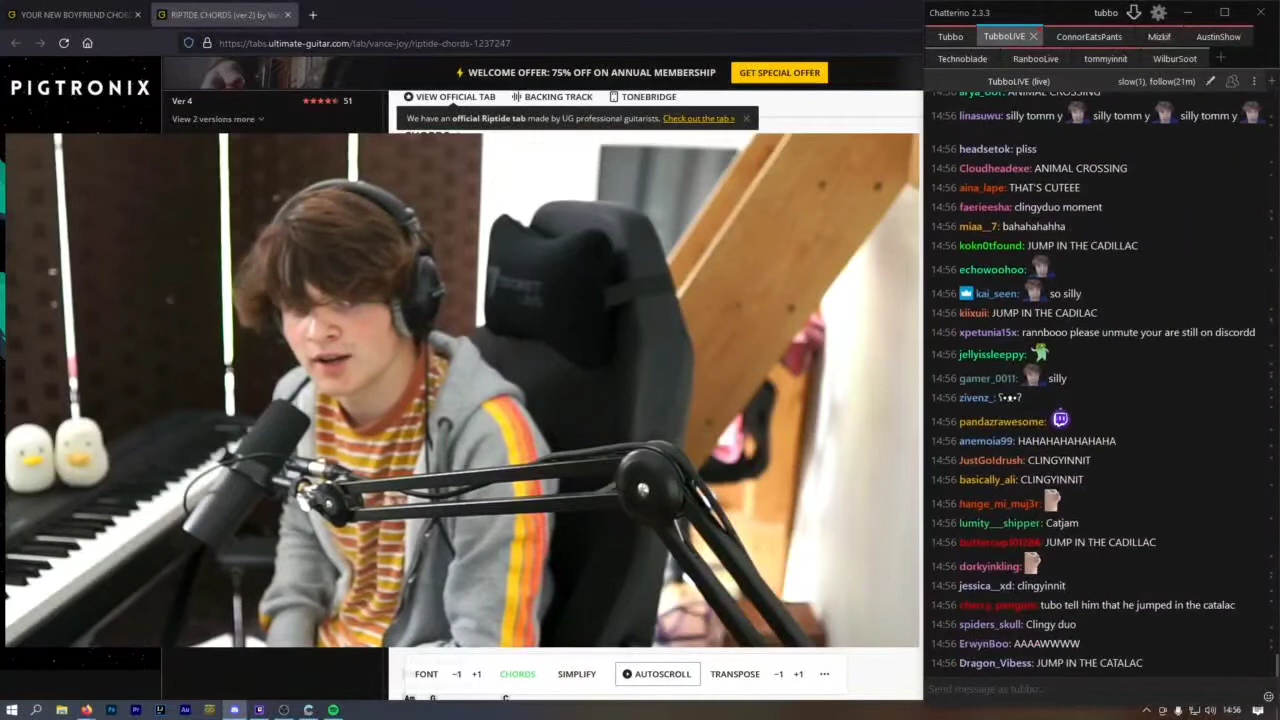 YOUR NEW BOYFRIEND CHORD
RIPTIDE CHORDS (ver 2) by Van
https://tabs.ultimate-guitar.com/tab/vance-joy/riptide-chords-1237247
PIGTRONIX
WELCOME OFFER: 75% OFF ON ANNUAL MEMBERSHIP
GET SPECIAL OFFER
Ver 4
51
View 2 versions more
VIEW OFFICIAL TAB
BACKING TRACK
TONEBRIDGE
We have an official Riptide tab made by UG professional guitarists. Check out the tab »
FONT −1 +1 CHORDS SIMPLIFY AUTOSCROLL TRANSPOSE −1 +1
Am G C
Chatterino 2.3.3
tubbo
Tubbo TubboLIVE ConnorEatsPants Mizkif AustinShow
Technoblade RanbooLive tommyinnit WilburSoot
TubboLIVE (live) slow(1), follow(21m)
ANIMAL CROSSING
14:56 linasuwu: silly tomm y silly tomm y silly tomm y
headsetok: pliss
14:56 Cloudheadexe: ANIMAL CROSSING
14:56 aina_lape: THAT'S CUTEEE
14:56 faerieesha: clingyduo moment
14:56 miaa__7: bahahahahha
14:56 kokn0tfound: JUMP IN THE CADILLAC
14:56 echowoohoo:
14:56 kai_seen: so silly
14:56 kiixuii: JUMP IN THE CADILAC
14:56 xpetunia15x: rannbooo please unmute your are still on discordd
14:56 jellyissleeppy:
14:56 gamer_0011: silly
14:56 zivenz_: ʕ•ᴥ•ʔ
14:56 pandazrawesome:
14:56 anemoia99: HAHAHAHAHAHAHA
14:56 JustGoIdrush: CLINGYINNIT
14:56 basically_ali: CLINGYINNIT
14:56 hange_mi_muj3r:
14:56 lumity___shipper: Catjam
14:56 JUMP IN THE CADILLAC
14:56 dorkyinkling:
14:56 jessica__xd: clingyinnit
14:56 tubo tell him that he jumped in the catalac
14:56 spiders_skull: Clingy duo
14:56 ErwynBoo: AAAAWWWW
14:56 Dragon_Vibess: JUMP IN THE CATALAC
Send message as tubbo...
14:56